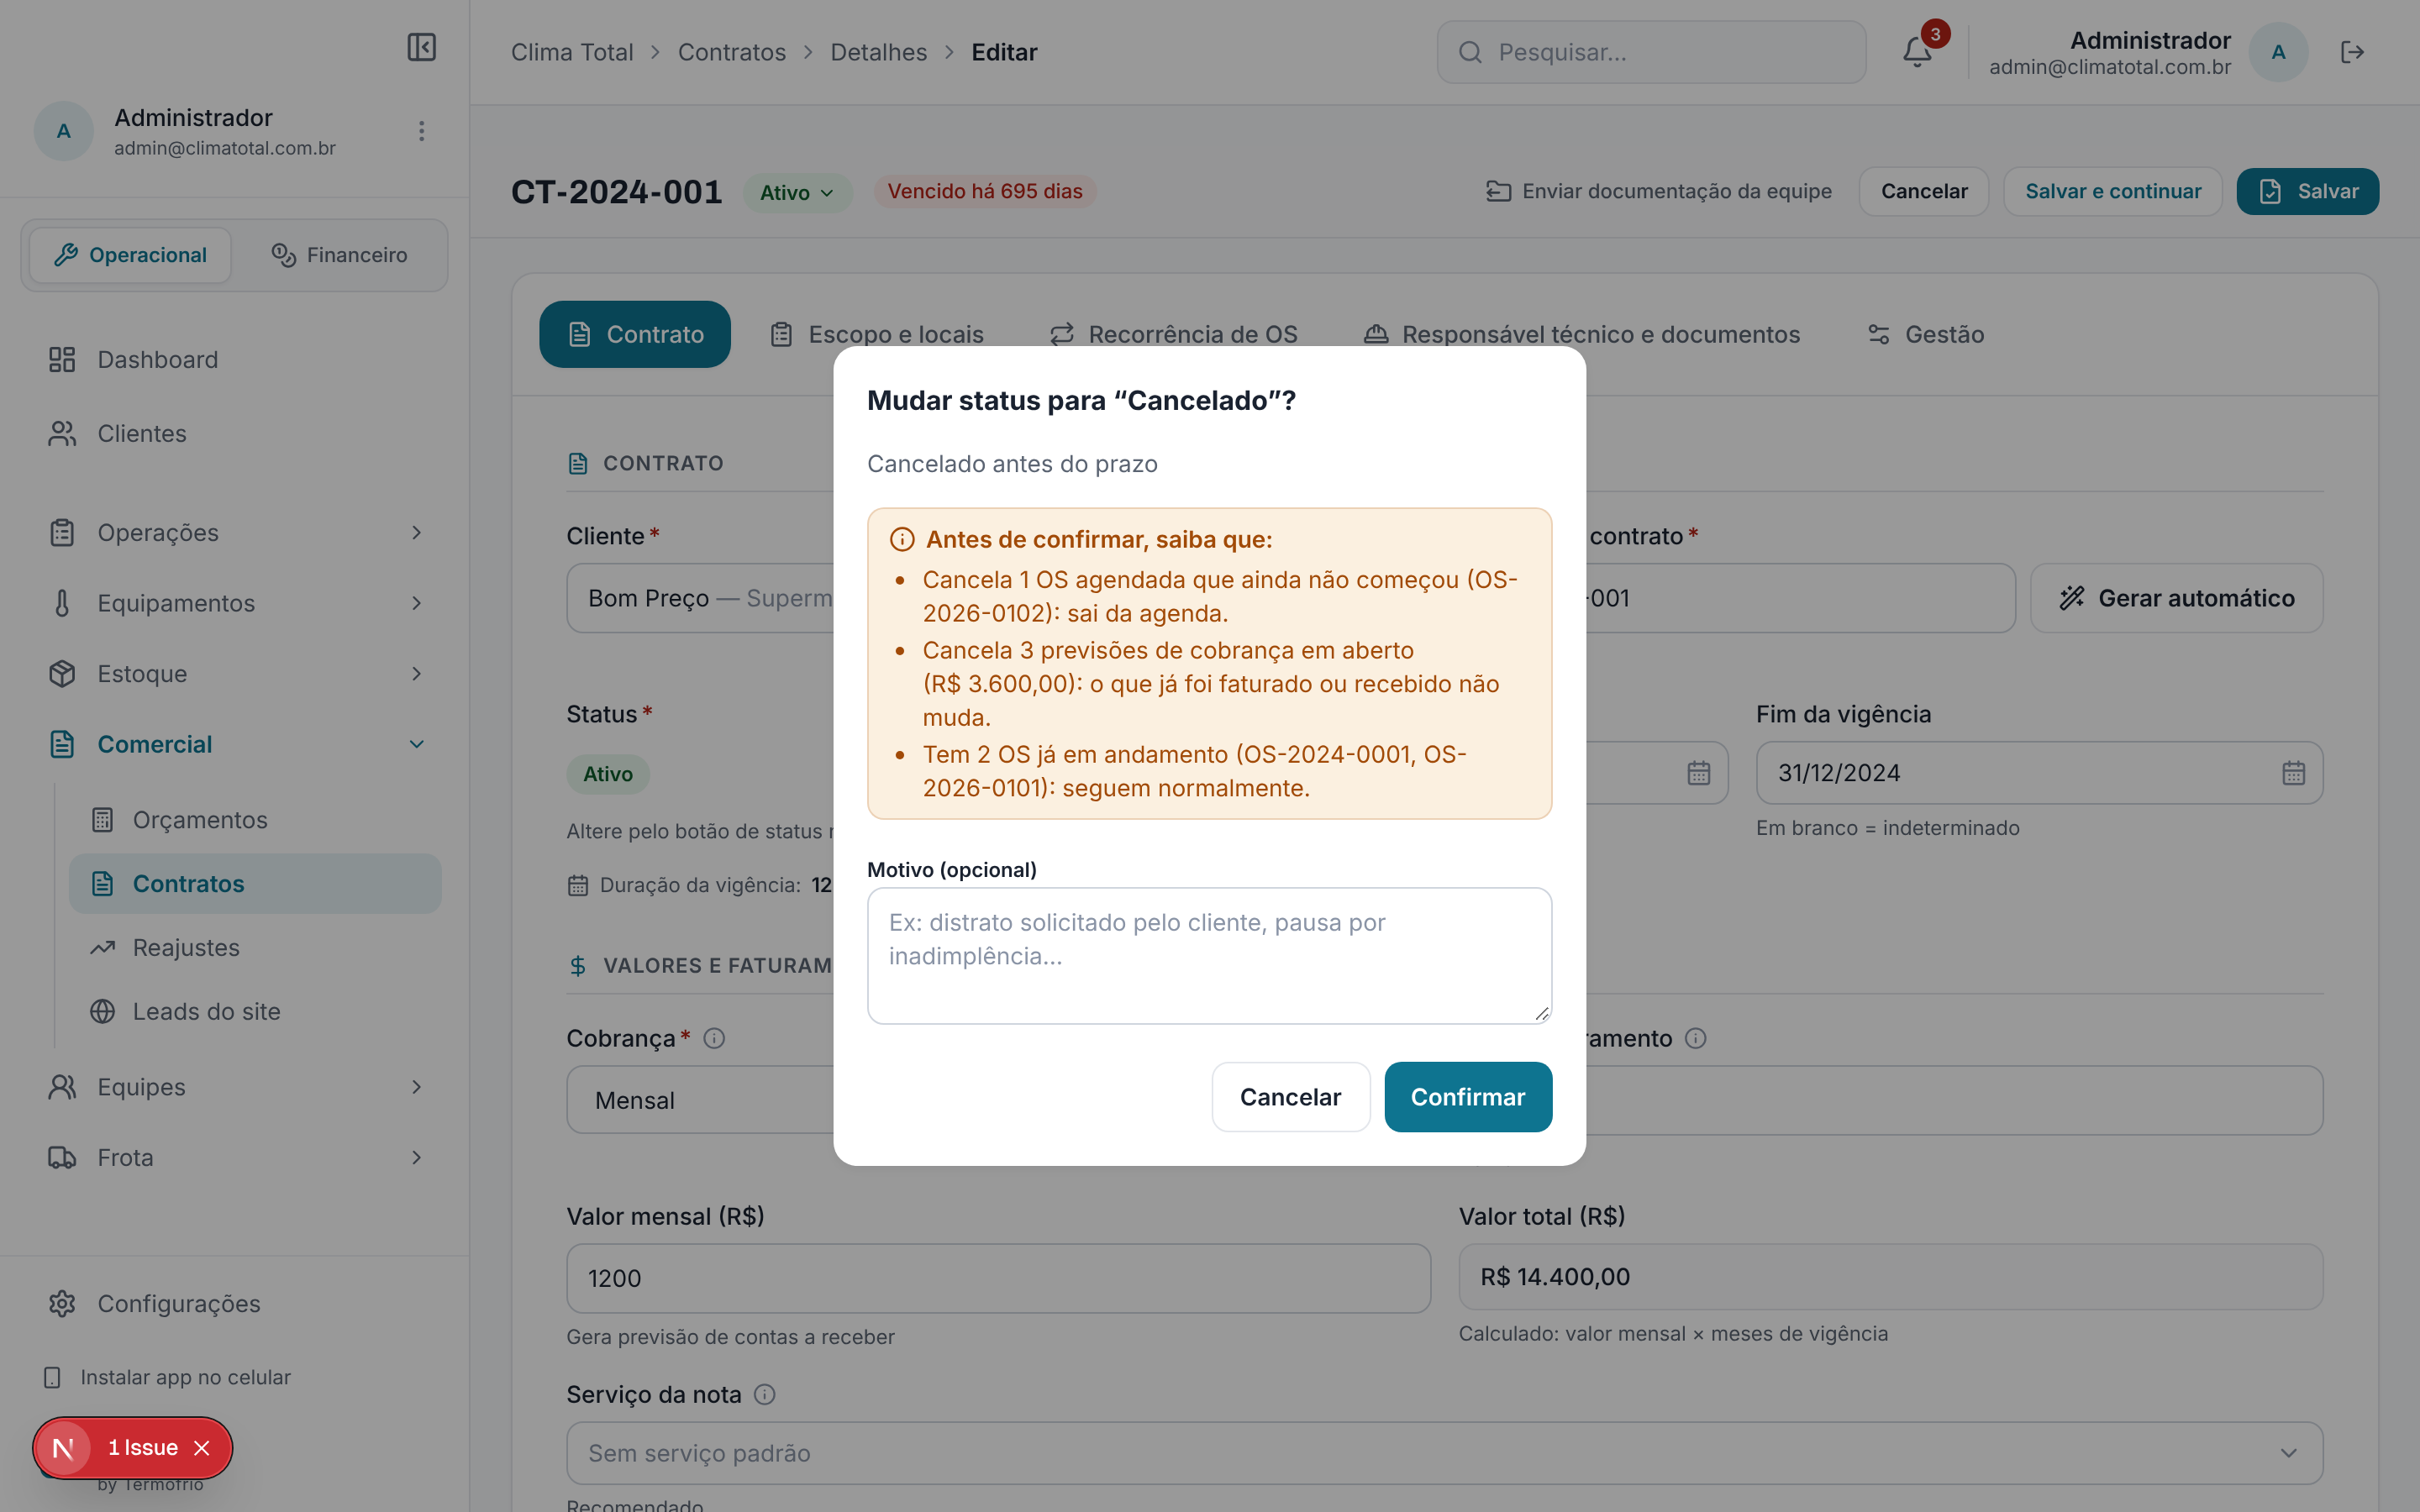 Clima Total > Contratos > Detalhes > Editar
Pesquisar...
3
Administrador
admin@climatotal.com.br
A
A
Administrador
admin@climatotal.com.br
Operacional
Financeiro
Dashboard
Clientes
Operações
Equipamentos
Estoque
Comercial
Orçamentos
Contratos
Reajustes
Leads do site
Equipes
Frota
Configurações
Instalar app no celular
N 1 Issue
by Termofrio
CT-2024-001
Ativo
Vencido há 695 dias
Enviar documentação da equipe
Cancelar
Salvar e continuar
Salvar
Contrato
Escopo e locais
Recorrência de OS
Responsável técnico e documentos
Gestão
CONTRATO
Cliente*
Bom Preço —
contrato*
-001
Gerar automático
Status*
Ativo
Altere pelo botão de status
Duração da vigência: 12
Fim da vigência
31/12/2024
Em branco = indeterminado
VALORES E
Cobrança*
Mensal
Valor mensal (R$)
1200
Gera previsão de contas a receber
Valor total (R$)
R$ 14.400,00
Calculado: valor mensal × meses de vigência
Serviço da nota
Sem serviço padrão
Recomendado
Mudar status para “Cancelado”?
Cancelado antes do prazo
Antes de confirmar, saiba que:
• Cancela 1 OS agendada que ainda não começou (OS-
2026-0102): sai da agenda.
• Cancela 3 previsões de cobrança em aberto
(R$ 3.600,00): o que já foi faturado ou recebido não
muda.
• Tem 2 OS já em andamento (OS-2024-0001, OS-
2026-0101): seguem normalmente.
Motivo (opcional)
Ex: distrato solicitado pelo cliente, pausa por
inadimplência...
Cancelar
Confirmar